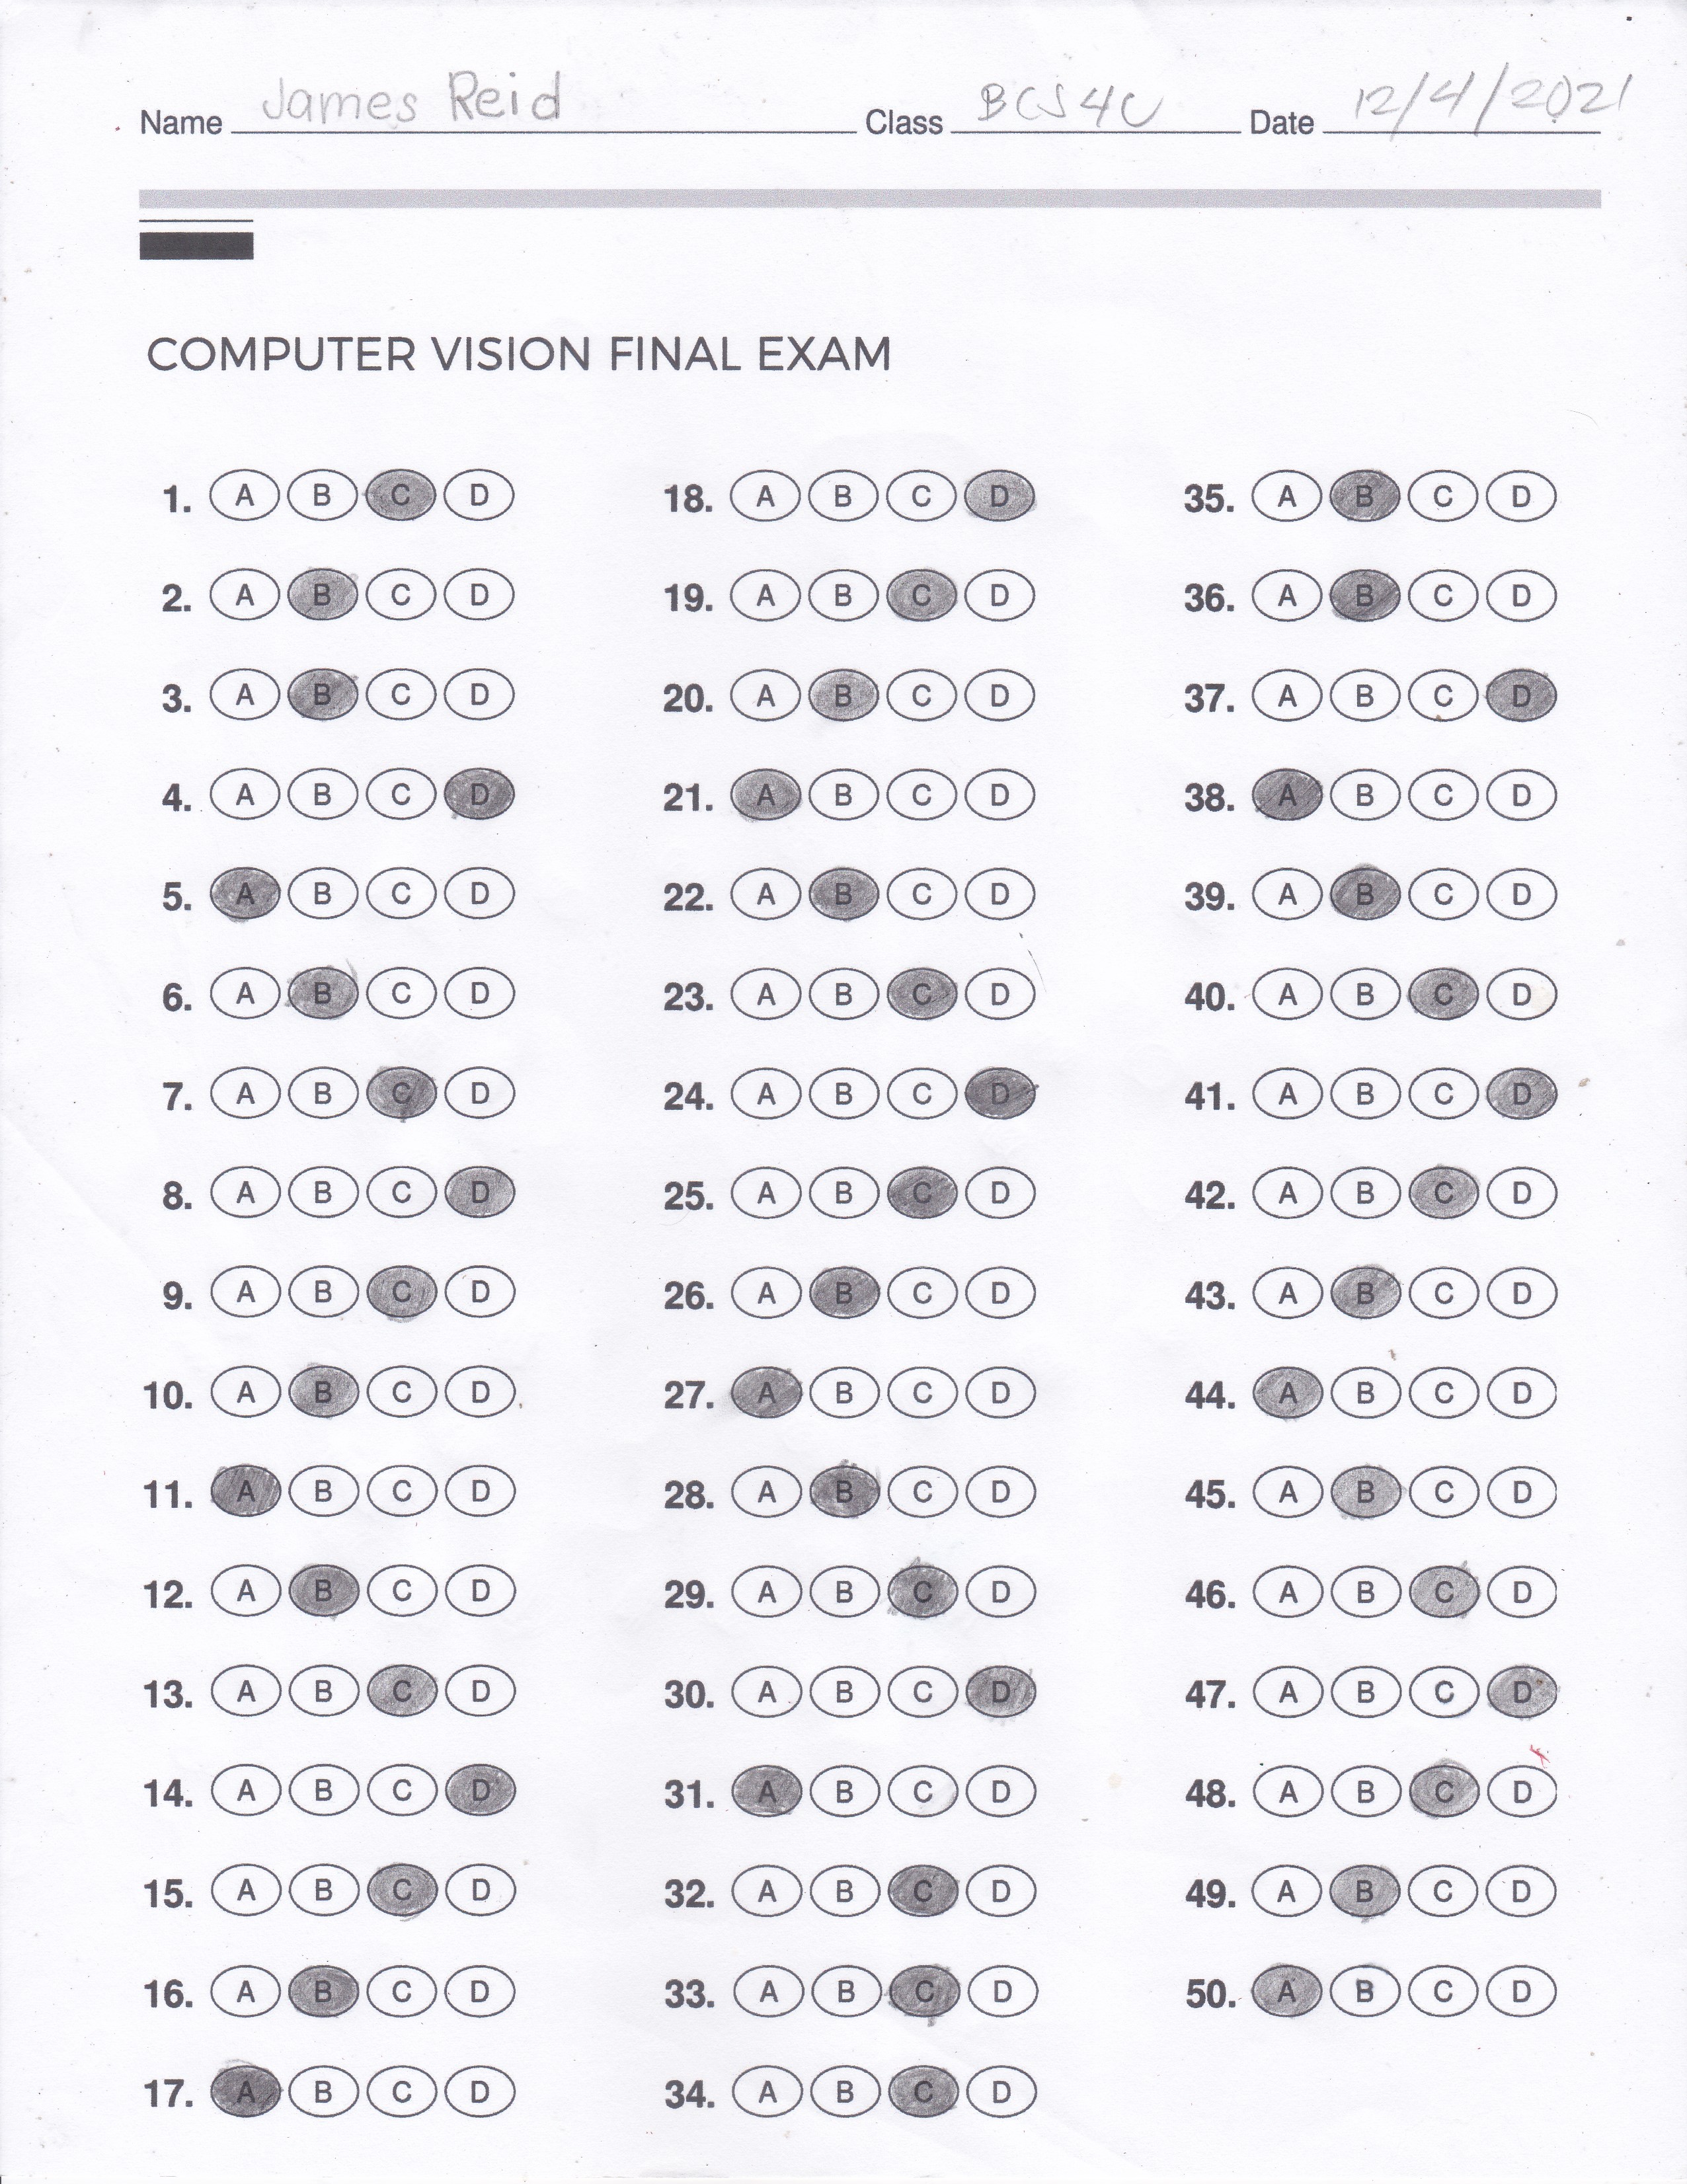 Name James Reid Class BCS4C Date 12/4/2021
COMPUTER VISION FINAL EXAM
1. A B C D 18. A B C D 35. A B C D
2. A B C D 19. A B C D 36. A B C D
3. A B C D 20. A B C D 37. A B C D
4. A B C D 21. A B C D 38. A B C D
5. A B C D 22. A B C D 39. A B C D
6. A B C D 23. A B C D 40. A B C D
7. A B C D 24. A B C D 41. A B C D
8. A B C D 25. A B C D 42. A B C D
9. A B C D 26. A B C D 43. A B C D
10. A B C D 27. A B C D 44. A B C D
11. A B C D 28. A B C D 45. A B C D
12. A B C D 29. A B C D 46. A B C D
13. A B C D 30. A B C D 47. A B C D
14. A B C D 31. A B C D 48. A B C D
15. A B C D 32. A B C D 49. A B C D
16. A B C D 33. A B C D 50. A B C D
17. A B C D 34. A B C D